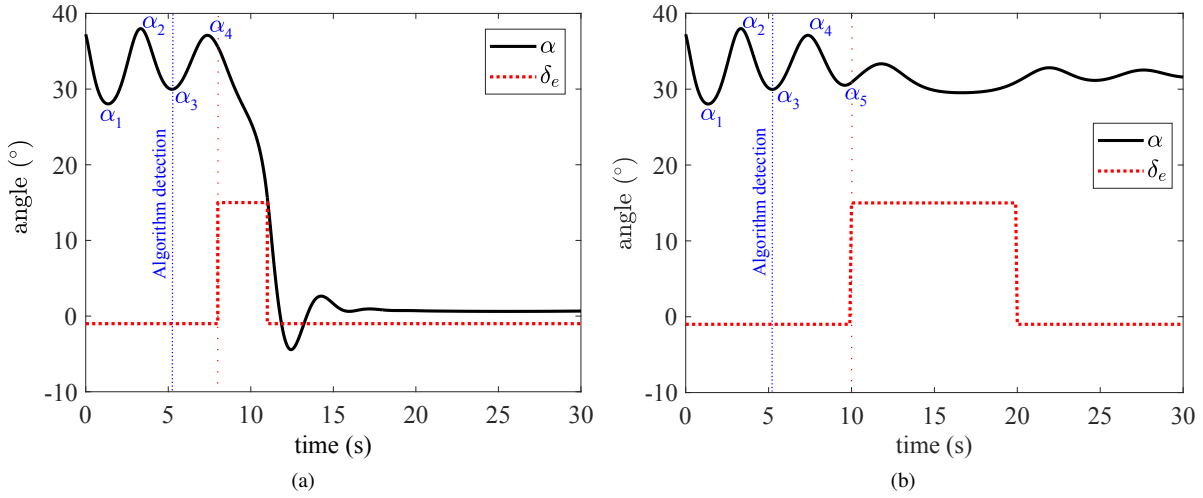 40
30
20
10
0
-10
angle (°)
α1
α2
α3
α4
Algorithm detection
α
δe
0
5
10
15
20
25
30
time (s)
(a)
40
30
20
10
0
-10
angle (°)
α1
α2
α3
α4
α5
Algorithm detection
α
δe
0
5
10
15
20
25
30
time (s)
(b)